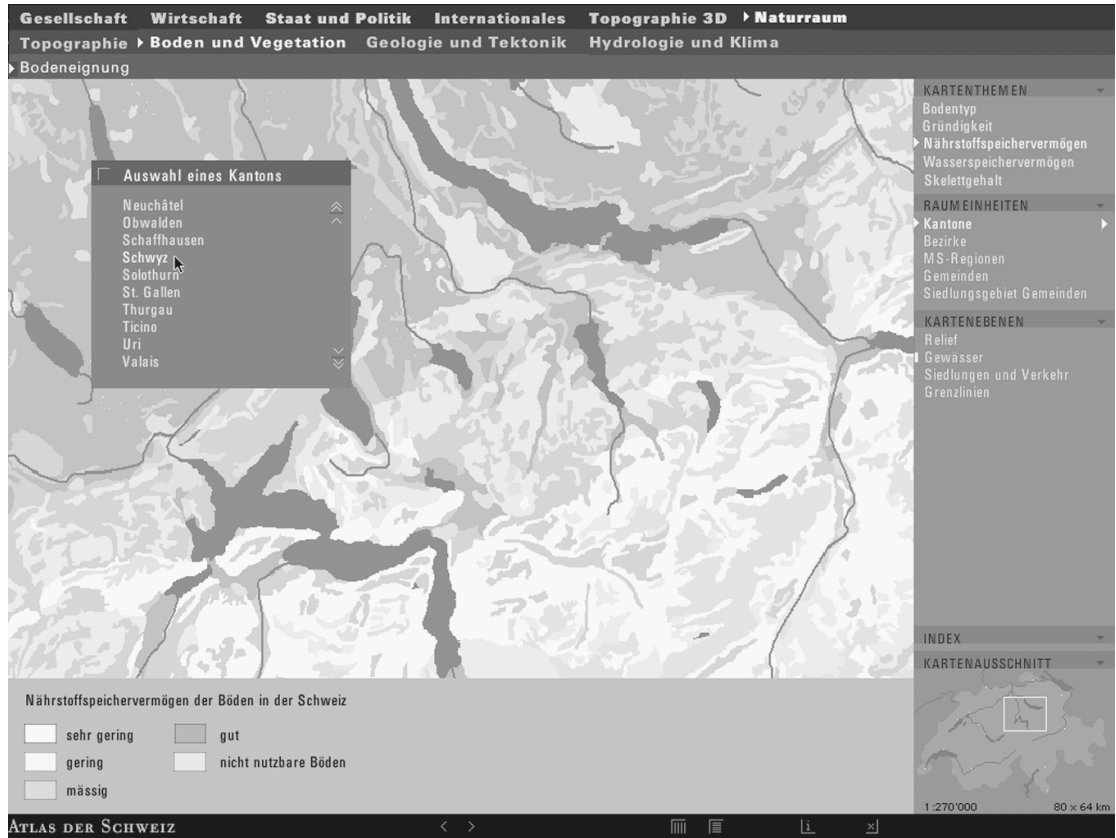 Gesellschaft Wirtschaft Staat und Politik Internationales Topographie 3D Naturraum
Topographie Boden und Vegetation Geologie und Tektonik Hydrologie und Klima
Bodeneignung
Auswahl eines Kantons
Neuchâtel
Obwalden
Schaffhausen
Schwyz
Solothurn
St. Gallen
Thurgau
Ticino
Uri
Valais
KARTENTHEMEN
Bodentyp
Gründigkeit
Nährstoffspeichervermögen
Wasserspeichervermögen
Skelettgehalt
RAUMEINHEITEN
Kantone
Bezirke
MS-Regionen
Gemeinden
Siedlungsgebiet Gemeinden
KARTENEBENEN
Relief
Gewässer
Siedlungen und Verkehr
Grenzlinien
INDEX
KARTENAUSSCHNITT
1:270'000 80 x 64 km
Nährstoffspeichervermögen der Böden in der Schweiz
sehr gering gut
gering nicht nutzbare Böden
mässig
ATLAS DER SCHWEIZ